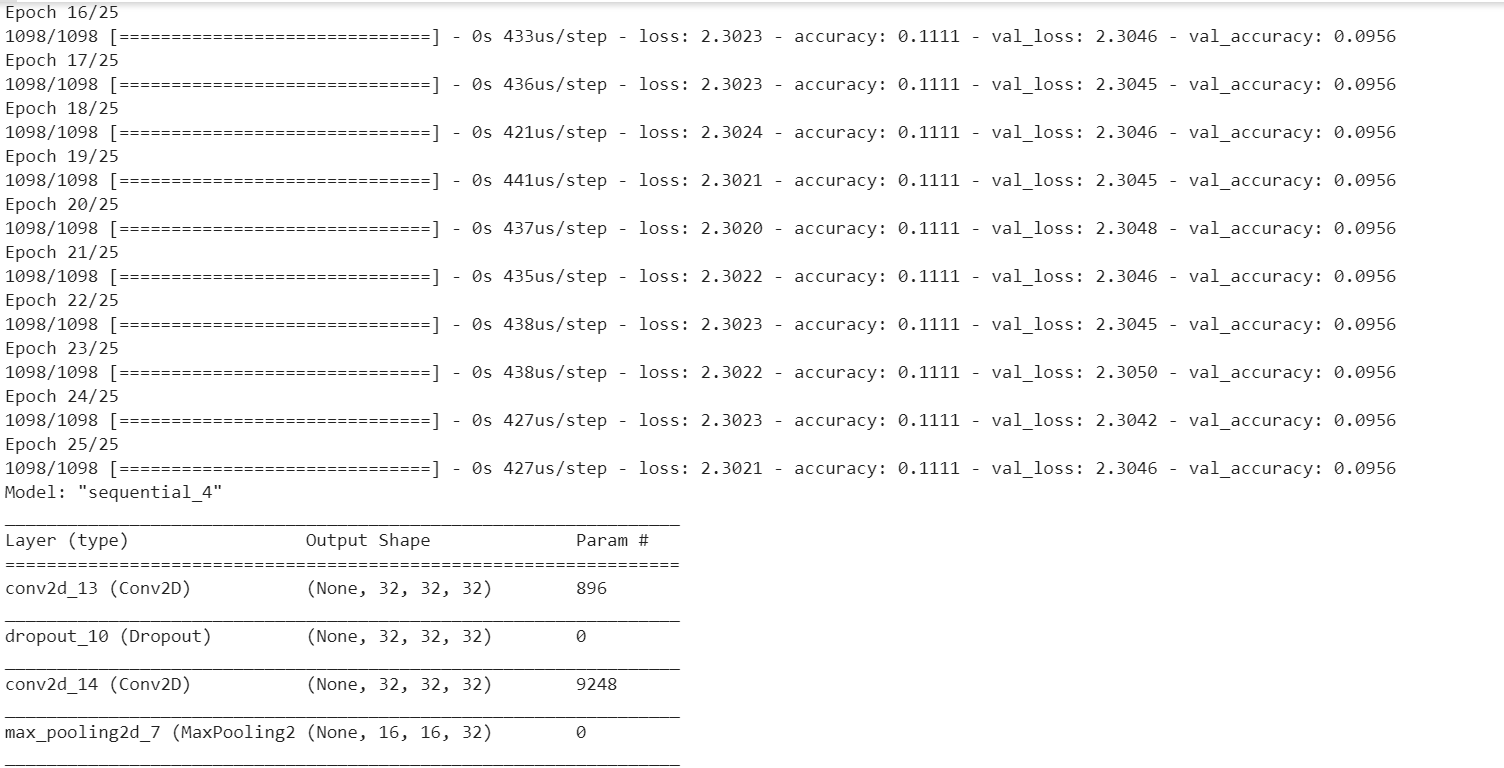 Epoch 16/25
1098/1098 [==============================] - 0s 433us/step - loss: 2.3023 - accuracy: 0.1111 - val_loss: 2.3046 - val_accuracy: 0.0956
Epoch 17/25
1098/1098 [==============================] - 0s 436us/step - loss: 2.3023 - accuracy: 0.1111 - val_loss: 2.3045 - val_accuracy: 0.0956
Epoch 18/25
1098/1098 [==============================] - 0s 421us/step - loss: 2.3024 - accuracy: 0.1111 - val_loss: 2.3046 - val_accuracy: 0.0956
Epoch 19/25
1098/1098 [==============================] - 0s 441us/step - loss: 2.3021 - accuracy: 0.1111 - val_loss: 2.3045 - val_accuracy: 0.0956
Epoch 20/25
1098/1098 [==============================] - 0s 437us/step - loss: 2.3020 - accuracy: 0.1111 - val_loss: 2.3048 - val_accuracy: 0.0956
Epoch 21/25
1098/1098 [==============================] - 0s 435us/step - loss: 2.3022 - accuracy: 0.1111 - val_loss: 2.3046 - val_accuracy: 0.0956
Epoch 22/25
1098/1098 [==============================] - 0s 438us/step - loss: 2.3023 - accuracy: 0.1111 - val_loss: 2.3045 - val_accuracy: 0.0956
Epoch 23/25
1098/1098 [==============================] - 0s 438us/step - loss: 2.3022 - accuracy: 0.1111 - val_loss: 2.3050 - val_accuracy: 0.0956
Epoch 24/25
1098/1098 [==============================] - 0s 427us/step - loss: 2.3023 - accuracy: 0.1111 - val_loss: 2.3042 - val_accuracy: 0.0956
Epoch 25/25
1098/1098 [==============================] - 0s 427us/step - loss: 2.3021 - accuracy: 0.1111 - val_loss: 2.3046 - val_accuracy: 0.0956
Model: "sequential_4"
_________________________________________________________________
Layer (type)                 Output Shape              Param #
=================================================================
conv2d_13 (Conv2D)           (None, 32, 32, 32)        896
_________________________________________________________________
dropout_10 (Dropout)         (None, 32, 32, 32)        0
_________________________________________________________________
conv2d_14 (Conv2D)           (None, 32, 32, 32)        9248
_________________________________________________________________
max_pooling2d_7 (MaxPooling2 (None, 16, 16, 32)        0
_________________________________________________________________